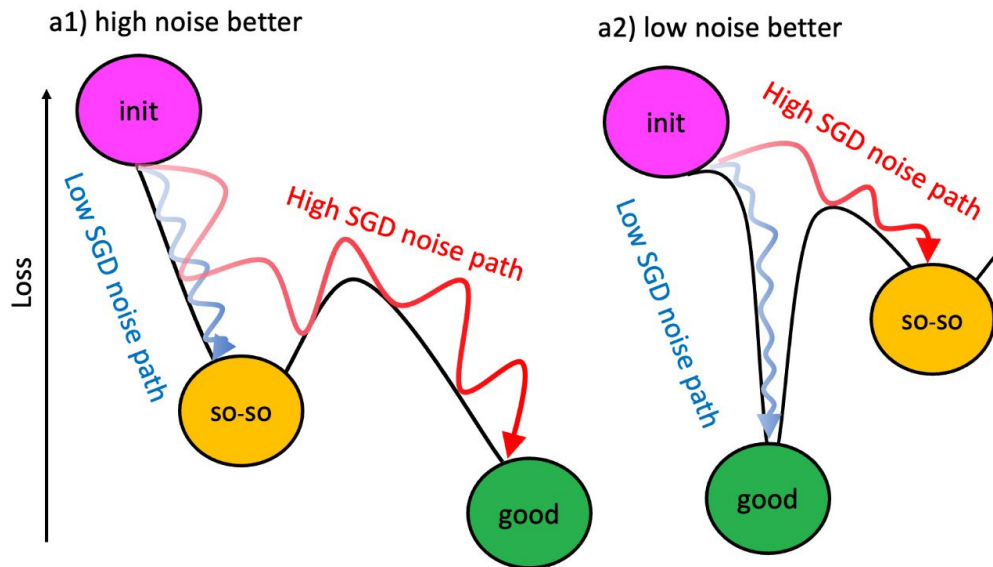 a1) high noise better
init
Loss
Low SGD noise path
High SGD noise path
so-so
good
a2) low noise better
init
High SGD noise path
Low SGD noise path
so-so
good